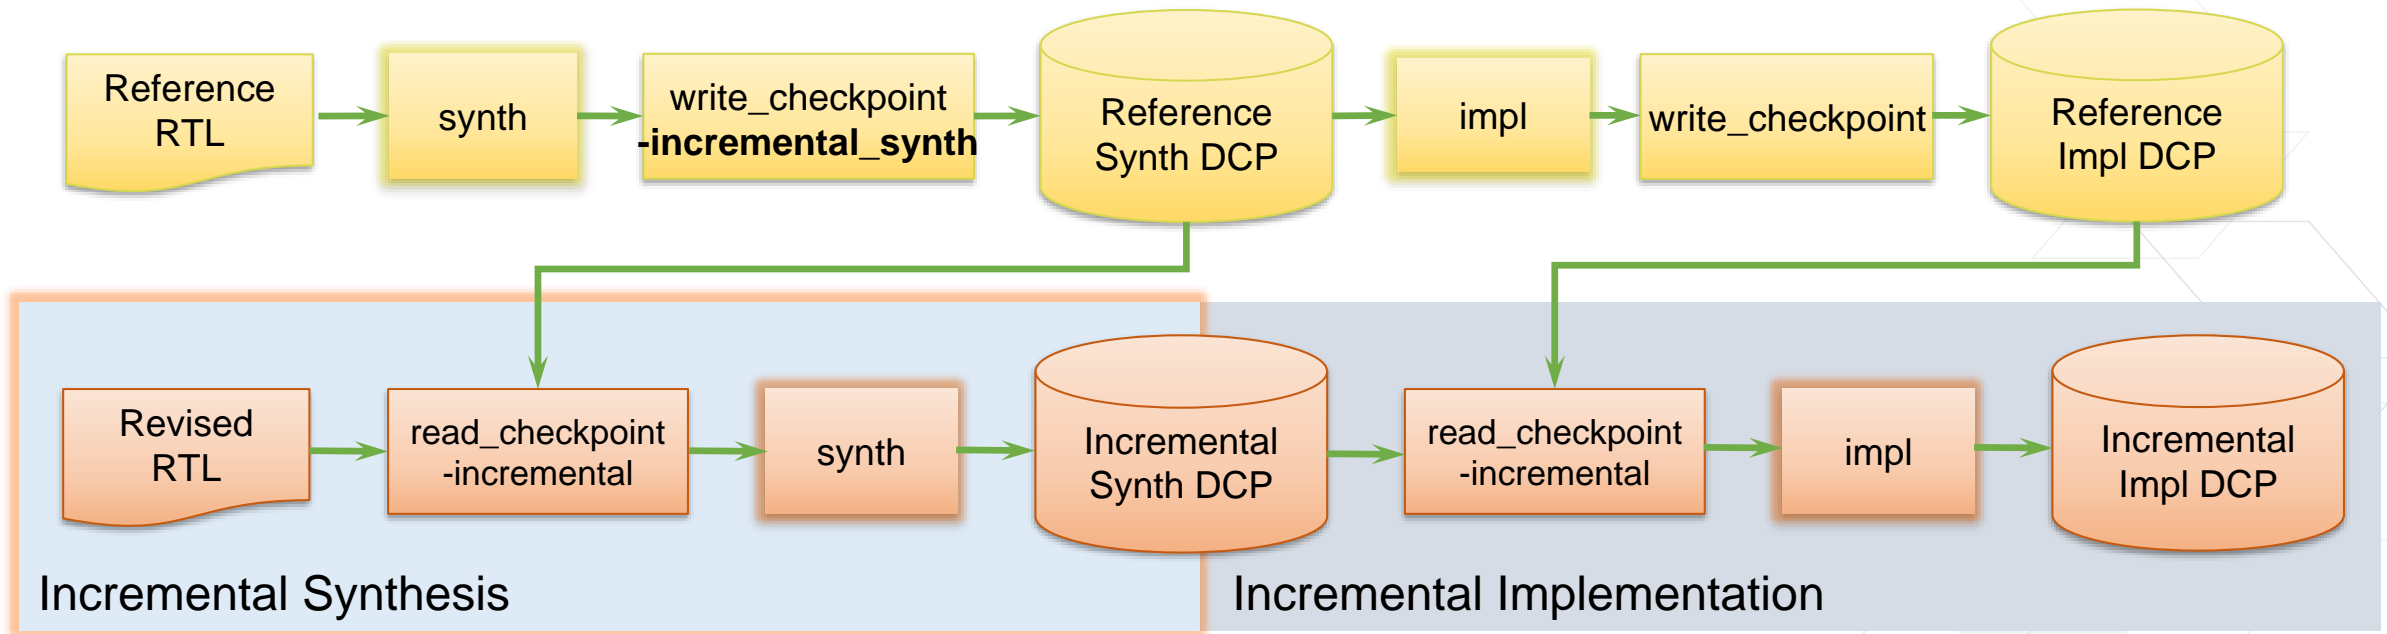 Reference
RTL
synth
write_checkpoint
-incremental_synth
Reference
Synth DCP
impl
write_checkpoint
Reference
Impl DCP
Revised
RTL
read_checkpoint
-incremental
synth
Incremental
Synth DCP
read_checkpoint
-incremental
impl
Incremental
Impl DCP
Incremental Synthesis
Incremental Implementation